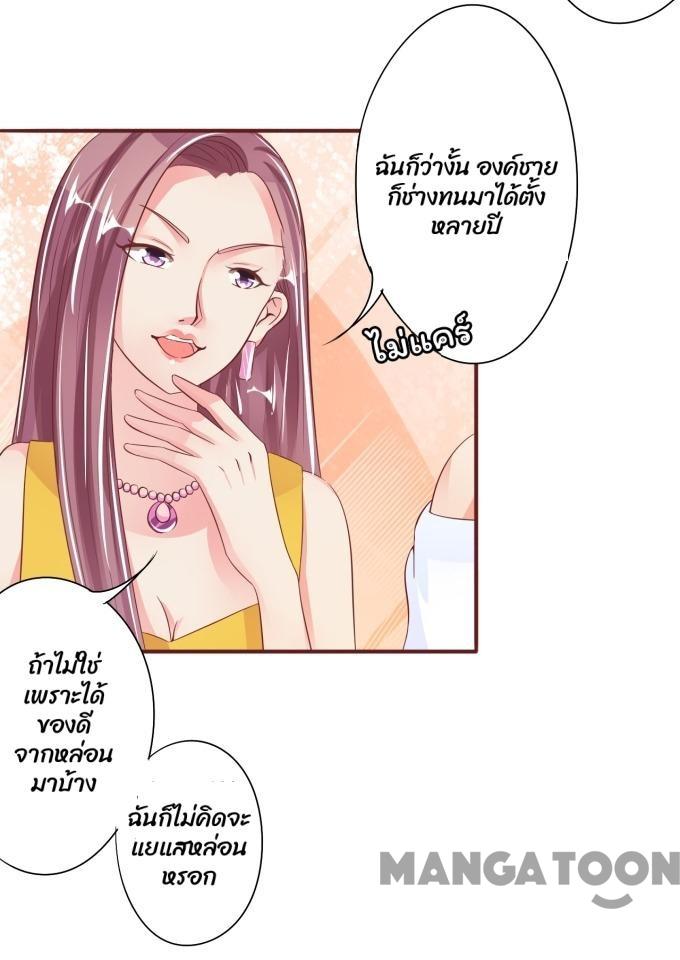 ฉันก็ว่างั้น องค์ชาย
ก็ช่างทนมาได้ตั้ง
หลายปี
ไม่แคร์
ถ้าไม่ใช่
เพราะได้
ของดี
จากหล่อน
มาบ้าง
ฉันก็ไม่คิดจะ
แยแสหล่อน
หรอก
MANGATOON